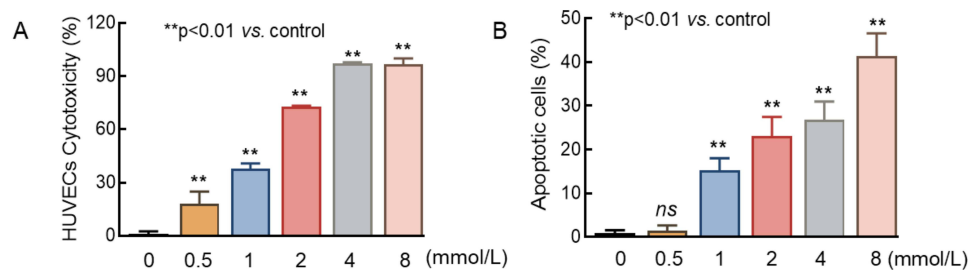 A
HUVECs Cytotoxicity (%)
120
90
60
30
0
**p<0.01 vs. control
**
**
**
**
**
0 0.5 1 2 4 8 (mmol/L)
B
Apoptotic cells (%)
50
40
30
20
10
0
**p<0.01 vs. control
ns
**
**
**
**
0 0.5 1 2 4 8 (mmol/L)